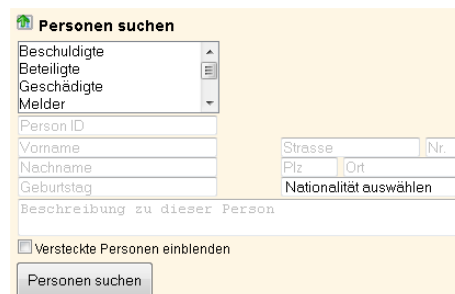 Personen suchen
Beschuldigte
Beteiligte
Geschädigte
Melder
Person ID
Vorname Strasse Nr.
Nachname Plz Ort
Geburtstag Nationalität auswählen
Beschreibung zu dieser Person
Versteckte Personen einblenden
Personen suchen